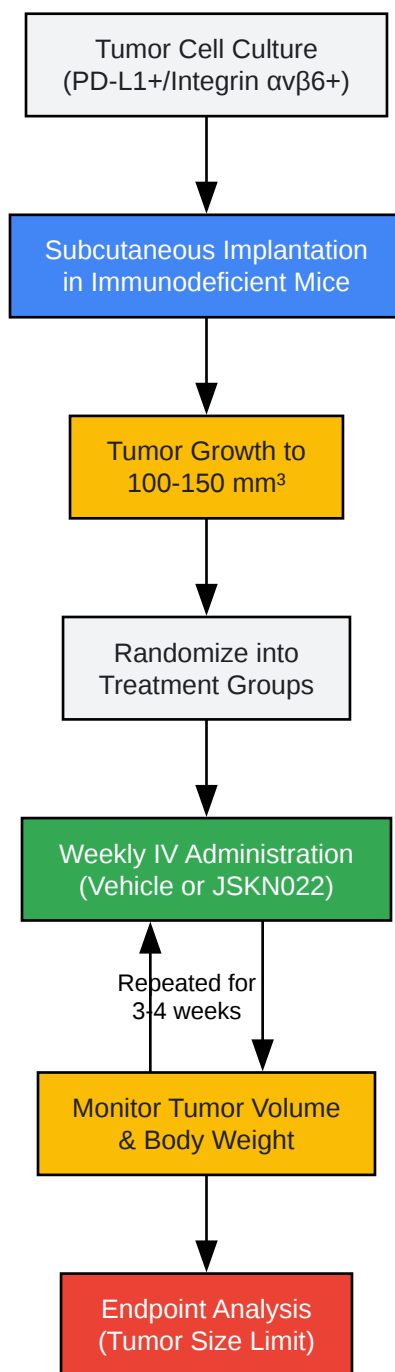 Tumor Cell Culture
(PD-L1+/Integrin αvβ6+)
Subcutaneous Implantation
in Immunodeficient Mice
Tumor Growth to
100-150 mm³
Randomize into
Treatment Groups
Weekly IV Administration
(Vehicle or JSKN022)
Repeated for
3-4 weeks
Monitor Tumor Volume
& Body Weight
Endpoint Analysis
(Tumor Size Limit)